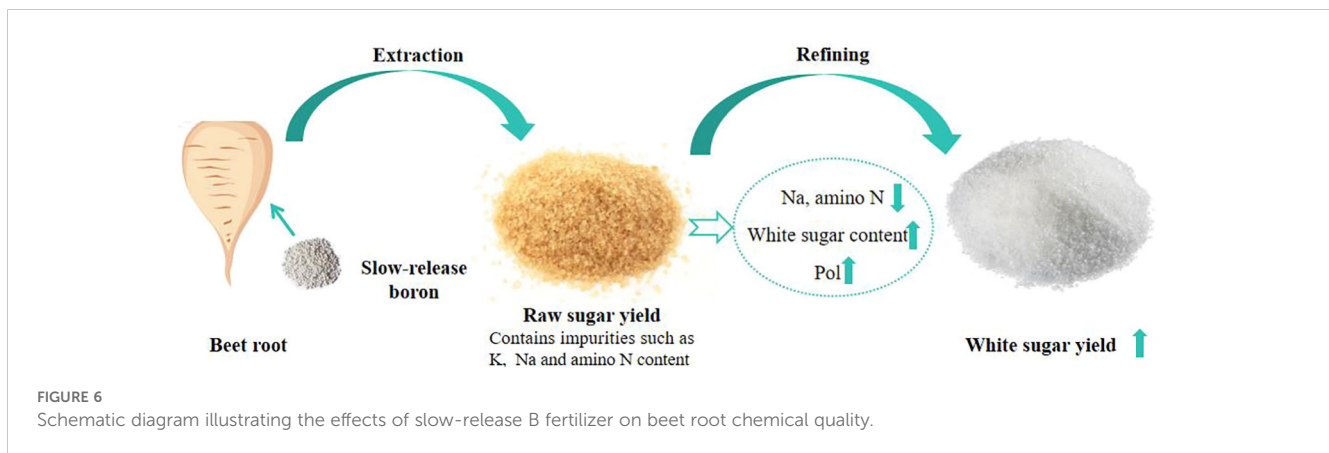 Extraction
Refining
Na, amino N
White sugar content
Pol
Slow-release
boron
Beet root
Raw sugar yield
Contains impurities such as
K, Na and amino N content
White sugar yield
FIGURE 6
Schematic diagram illustrating the effects of slow-release B fertilizer on beet root chemical quality.